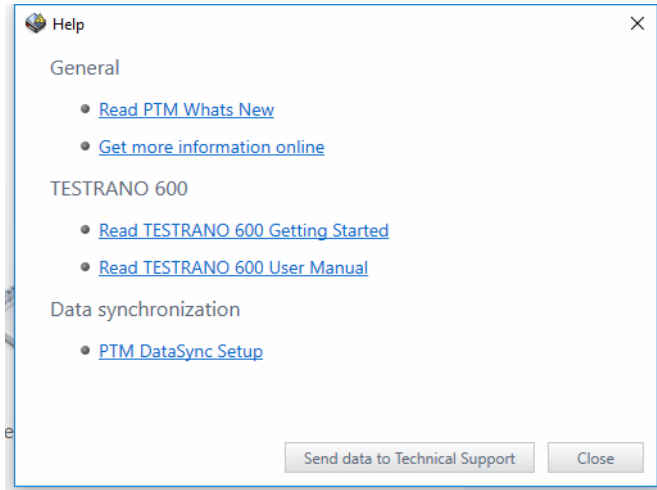 Help
General
Read PTM Whats New
Get more information online
TESTRANO 600
Read TESTRANO 600 Getting Started
Read TESTRANO 600 User Manual
Data synchronization
PTM DataSync Setup
e
Send data to Technical Support Close